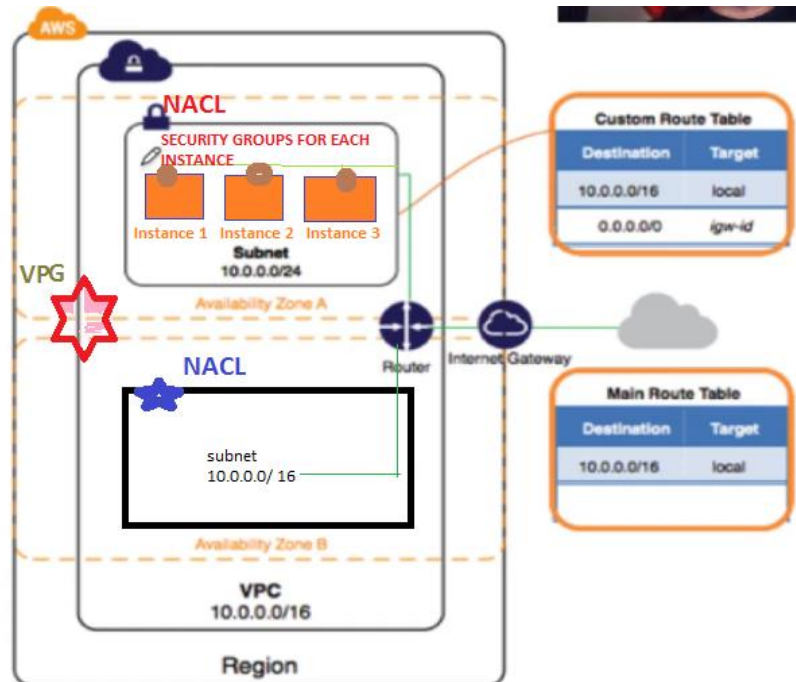 AWS
NACL
SECURITY GROUPS FOR EACH
INSTANCE
Instance 1 Instance 2 Instance 3
Subnet
10.0.0.0/24
VPG
Availability Zone A
Router
Internet Gateway
NACL
subnet
10.0.0.0/ 16
Availability Zone B
VPC
10.0.0.0/16
Region
Custom Route Table
Destination Target
10.0.0.0/16 local
0.0.0.0/0 igw-id
Main Route Table
Destination Target
10.0.0.0/16 local